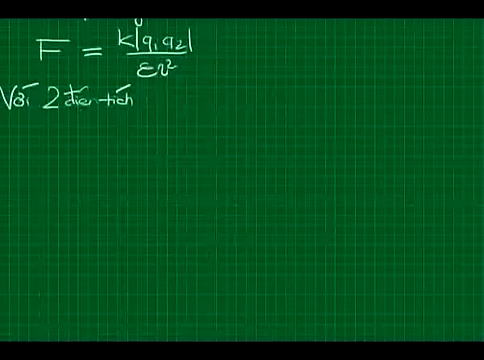 F = k|q₁q₂| / εr²
Với 2 điện tích